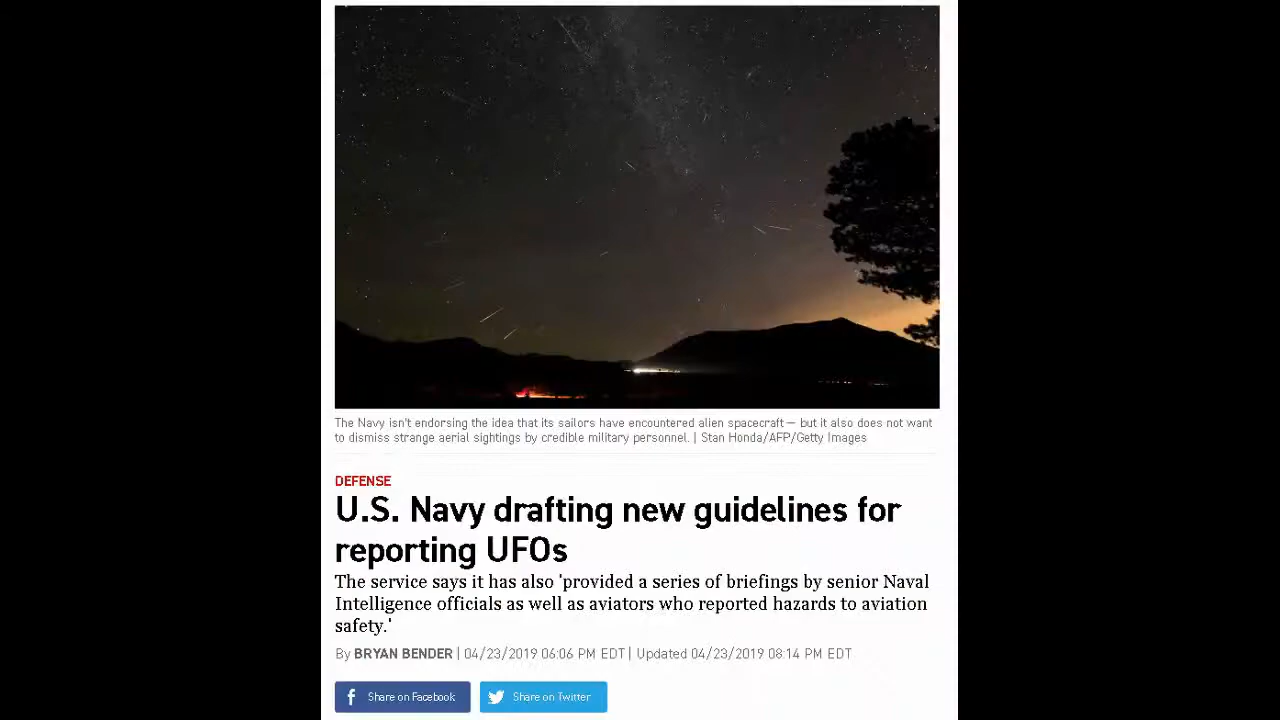 The Navy isn't endorsing the idea that its sailors have encountered alien spacecraft — but it also does not want
to dismiss strange aerial sightings by credible military personnel. | Stan Honda/AFP/Getty Images
DEFENSE
U.S. Navy drafting new guidelines for
reporting UFOs
The service says it has also 'provided a series of briefings by senior Naval
Intelligence officials as well as aviators who reported hazards to aviation
safety.'
By BRYAN BENDER | 04/23/2019 06:06 PM EDT | Updated 04/23/2019 08:14 PM EDT
Share on Facebook Share on Twitter